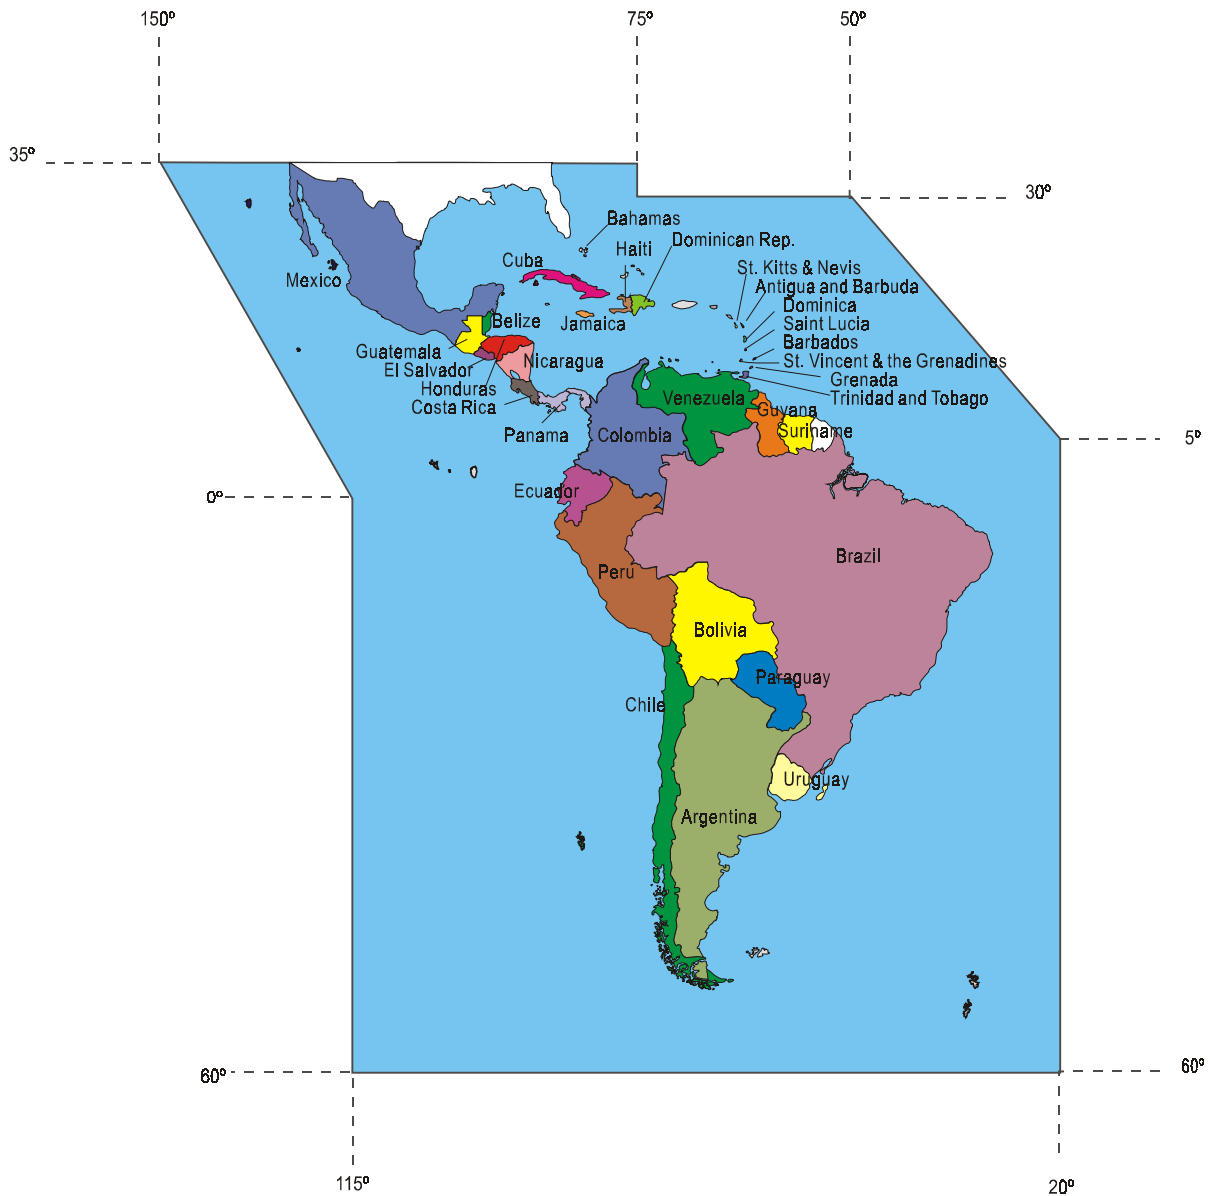 150º
75º
50º
35º
30º
Bahamas
Dominican Rep.
Haiti
Cuba
St. Kitts & Nevis
Mexico
Antigua and Barbuda
Dominica
Belize
Jamaica
Saint Lucia
Barbados
Guatemala
Nicaragua
St. Vincent & the Grenadines
El Salvador
Grenada
Honduras
Venezuela
Trinidad and Tobago
Costa Rica
Guyana
Panama
Colombia
Suriname
5º
Ecuador
0º
Brazil
Peru
Bolivia
Paraguay
Chile
Uruguay
Argentina
60º
60º
115º
20º